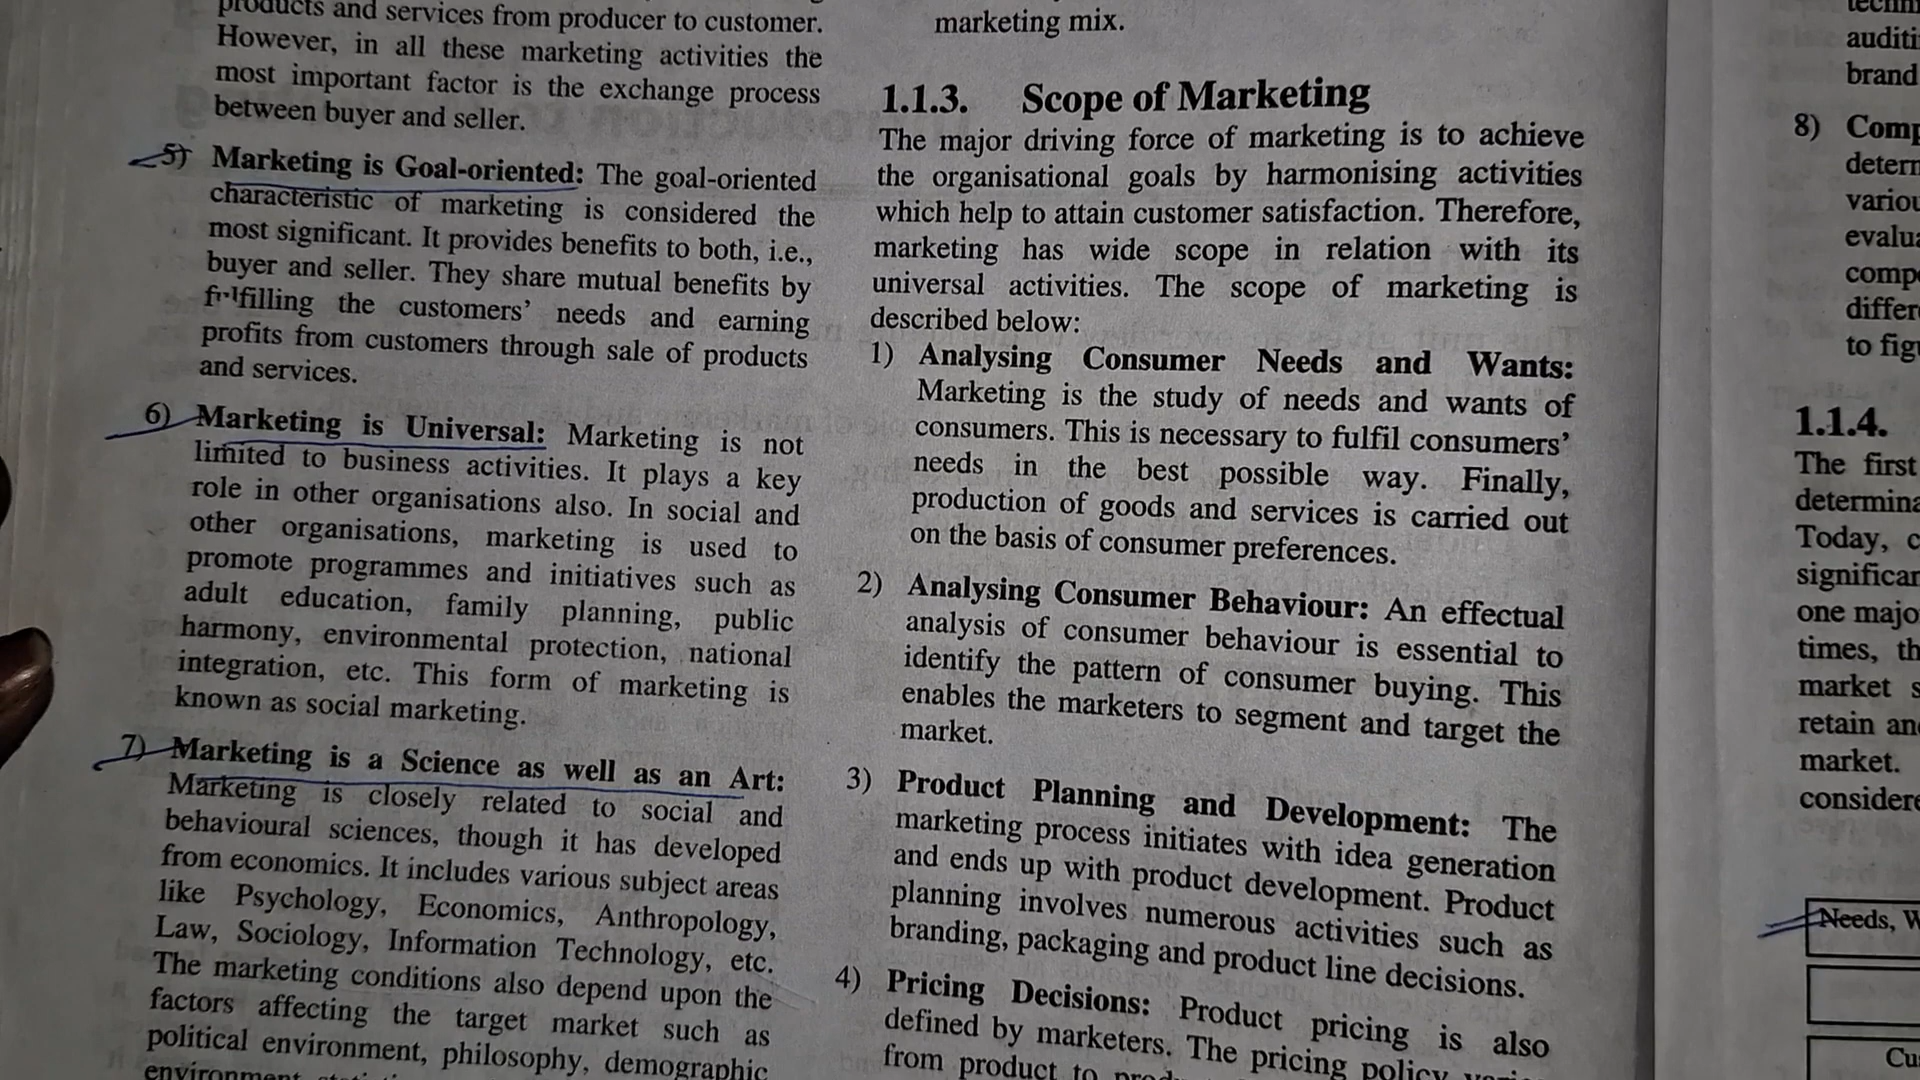 products and services from producer to customer.
However, in all these marketing activities the
most important factor is the exchange process
between buyer and seller.
5) Marketing is Goal-oriented: The goal-oriented
characteristic of marketing is considered the
most significant. It provides benefits to both, i.e.,
buyer and seller. They share mutual benefits by
fulfilling the customers' needs and earning
profits from customers through sale of products
and services.
6) Marketing is Universal: Marketing is not
limited to business activities. It plays a key
role in other organisations also. In social and
other organisations, marketing is used to
promote programmes and initiatives such as
adult education, family planning, public
harmony, environmental protection, national
integration, etc. This form of marketing is
known as social marketing.
7) Marketing is a Science as well as an Art:
Marketing is closely related to social and
behavioural sciences, though it has developed
from economics. It includes various subject areas
like Psychology, Economics, Anthropology,
Law, Sociology, Information Technology, etc.
The marketing conditions also depend upon the
factors affecting the target market such as
political environment, philosophy, demographic
marketing mix.
1.1.3. Scope of Marketing
The major driving force of marketing is to achieve
the organisational goals by harmonising activities
which help to attain customer satisfaction. Therefore,
marketing has wide scope in relation with its
universal activities. The scope of marketing is
described below:
1) Analysing Consumer Needs and Wants:
Marketing is the study of needs and wants of
consumers. This is necessary to fulfil consumers'
needs in the best possible way. Finally,
production of goods and services is carried out
on the basis of consumer preferences.
2) Analysing Consumer Behaviour: An effectual
analysis of consumer behaviour is essential to
identify the pattern of consumer buying. This
enables the marketers to segment and target the
market.
3) Product Planning and Development: The
marketing process initiates with idea generation
and ends up with product development. Product
planning involves numerous activities such as
branding, packaging and product line decisions.
4) Pricing Decisions: Product pricing is also
defined by marketers. The pricing policy
from product to
auditi
brand
8) Comp
determ
variou
evalua
comp
differ
to fig
1.1.4.
The first
determina
Today, c
significan
one majo
times, th
market s
retain an
market.
considere
Needs, W
Cu